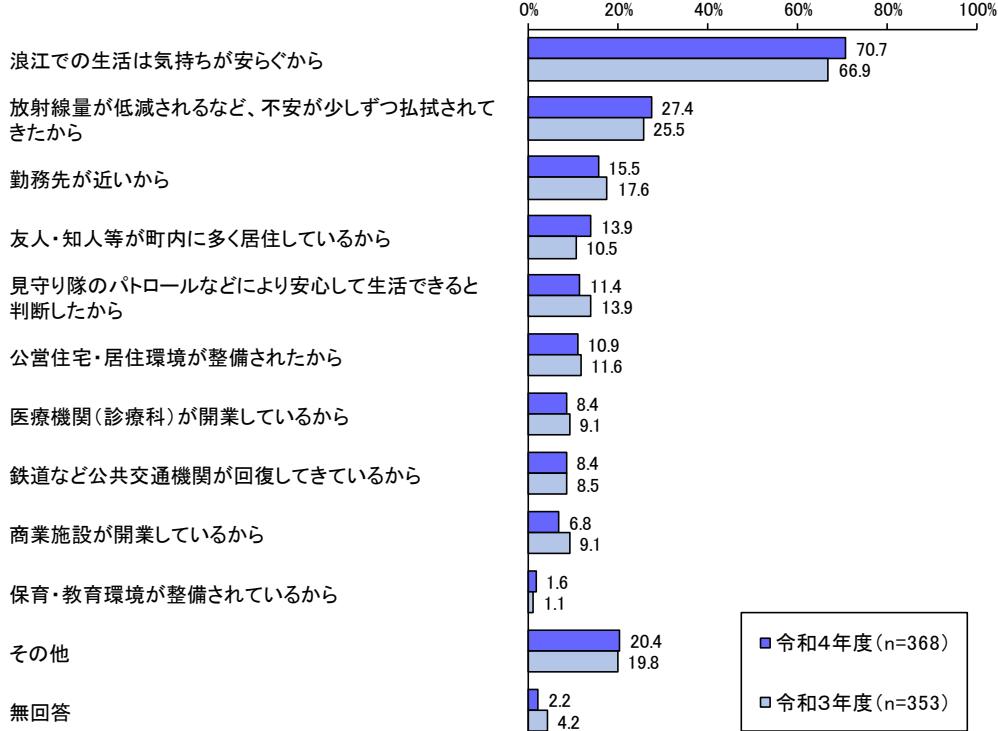 0% 20% 40% 60% 80% 100%
浪江での生活は気持ちが安らぐから
70.7
66.9
放射線量が低減されるなど、不安が少しずつ払拭されて
きたから
27.4
25.5
勤務先が近いから
15.5
17.6
友人・知人等が町内に多く居住しているから
13.9
10.5
見守り隊のパトロールなどにより安心して生活できると
判断したから
11.4
13.9
公営住宅・居住環境が整備されたから
10.9
11.6
医療機関(診療科)が開業しているから
8.4
9.1
鉄道など公共交通機関が回復してきているから
8.4
8.5
商業施設が開業しているから
6.8
9.1
保育・教育環境が整備されているから
1.6
1.1
その他
20.4
19.8
無回答
2.2
4.2
令和4年度(n=368)
令和3年度(n=353)